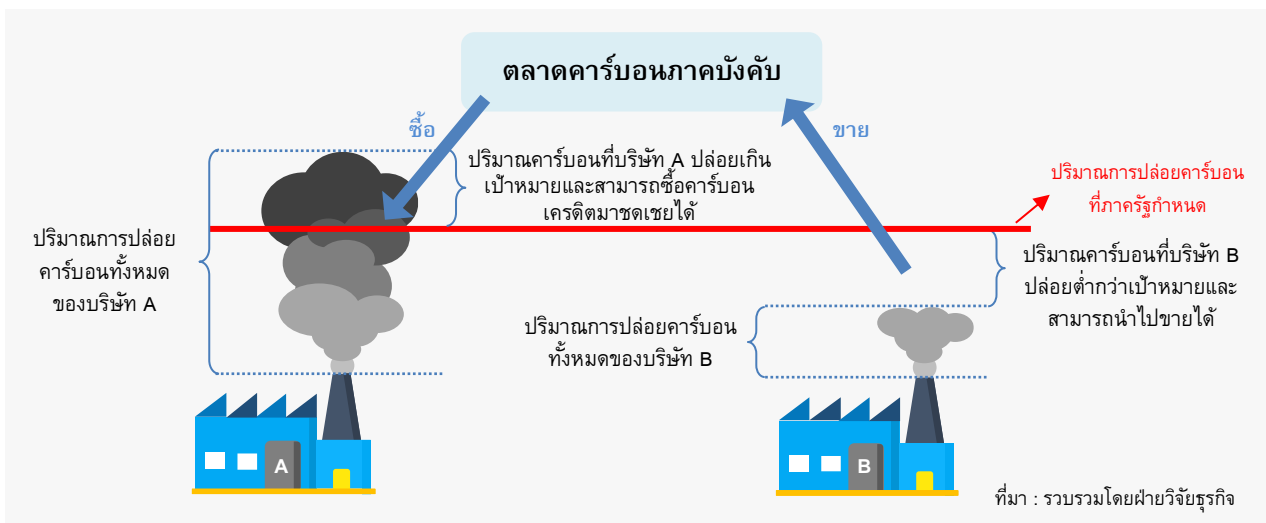 ตลาดคาร์บอนภาคบังคับ
ซื้อ
ขาย
ปริมาณคาร์บอนที่บริษัท A ปล่อยเกิน
เป้าหมายและสามารถซื้อคาร์บอน
เครดิตมาชดเชยได้
ปริมาณการปล่อยคาร์บอน
ที่ภาครัฐกำหนด
ปริมาณการปล่อย
คาร์บอนทั้งหมด
ของบริษัท A
ปริมาณคาร์บอนที่บริษัท B
ปล่อยต่ำกว่าเป้าหมายและ
สามารถนำไปขายได้
ปริมาณการปล่อยคาร์บอน
ทั้งหมดของบริษัท B
A
B
ที่มา : รวบรวมโดยฝ่ายวิจัยธุรกิจ